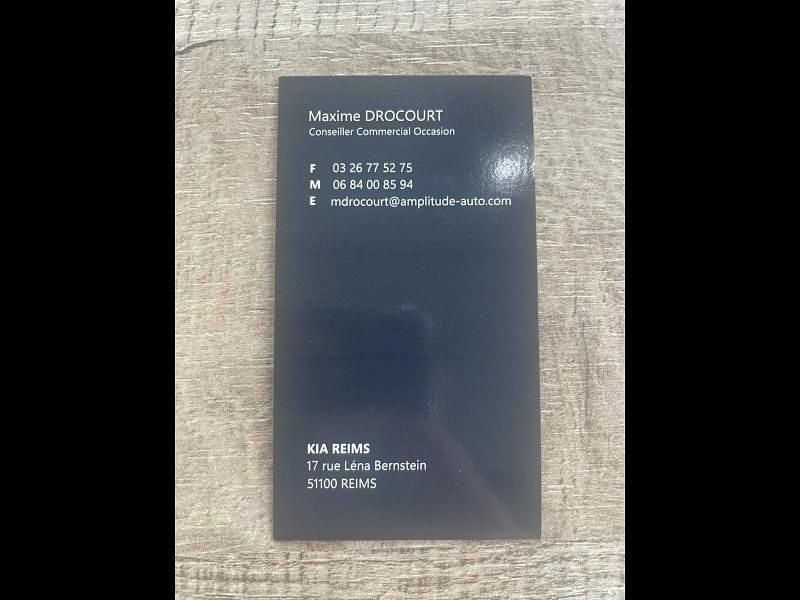 Maxime DROCOURT
Conseiller Commercial Occasion
F 03 26 77 52 75
M 06 84 00 85 94
E mdrocourt@amplitude-auto.com
KIA REIMS
17 rue Léna Bernstein
51100 REIMS